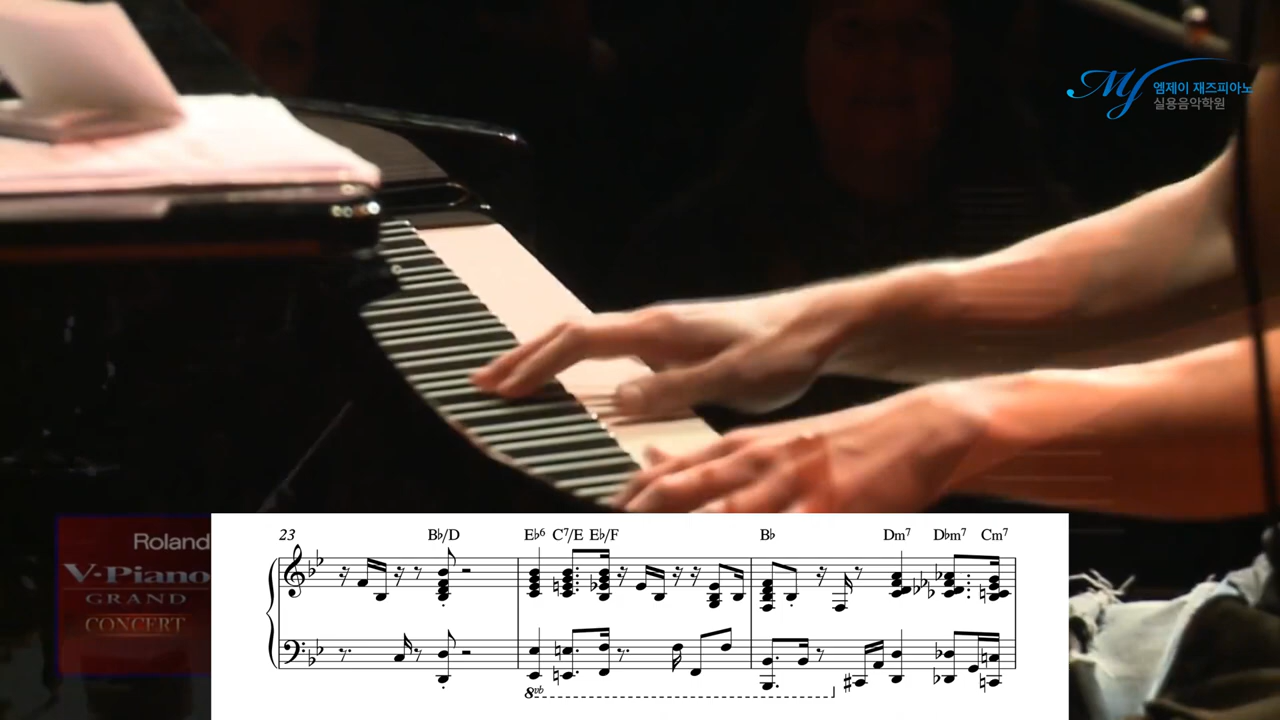 MJ 엠제이 재즈피아노
실용음악학원
Roland
V-Piano
GRAND
CONCERT
23 B♭/D E♭6 C7/E E♭/F B♭ Dm7 D♭m7 Cm7
8vb